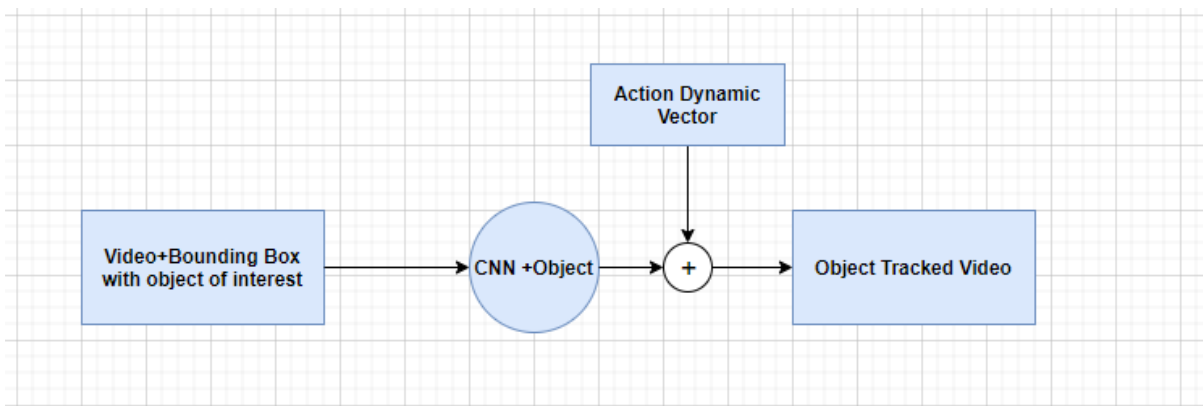 Action Dynamic
Vector
Video+Bounding Box
with object of interest
CNN +Object
+
Object Tracked Video